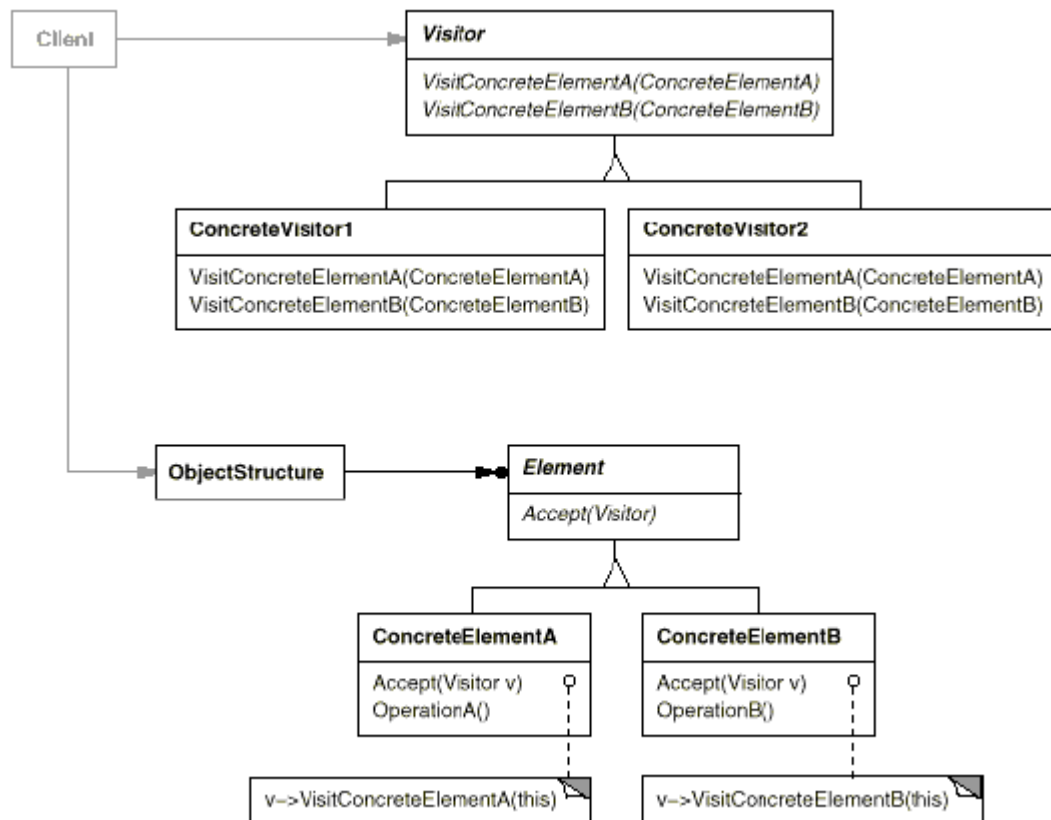 Client
Visitor
VisitConcreteElementA(ConcreteElementA)
VisitConcreteElementB(ConcreteElementB)
ConcreteVisitor1
VisitConcreteElementA(ConcreteElementA)
VisitConcreteElementB(ConcreteElementB)
ConcreteVisitor2
VisitConcreteElementA(ConcreteElementA)
VisitConcreteElementB(ConcreteElementB)
ObjectStructure
Element
Accept(Visitor)
ConcreteElementA
Accept(Visitor v)
OperationA()
ConcreteElementB
Accept(Visitor v)
OperationB()
v->VisitConcreteElementA(this)
v->VisitConcreteElementB(this)